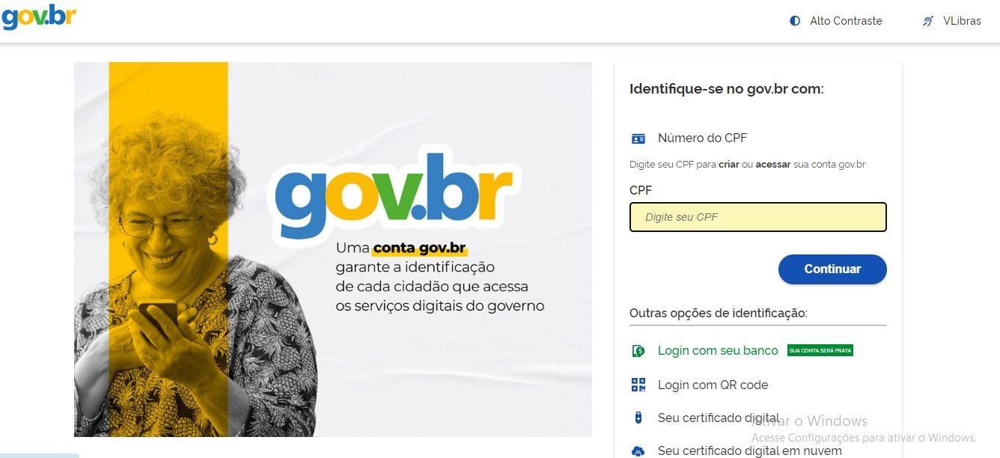 gov.br
Alto Contraste
VLibras
gov.br
Uma conta gov.br
garante a identificação
de cada cidadão que acessa
os serviços digitais do governo
Identifique-se no gov.br com:
Número do CPF
Digite seu CPF para criar ou acessar sua conta gov.br
CPF
Digite seu CPF
Continuar
Outras opções de identificação:
Login com seu banco SUA CONTA SERÁ PRATA
Login com QR code
Seu certificado digital
Seu certificado digital em nuvem
Ativar o Windows
Acesse Configurações para ativar o Windows.